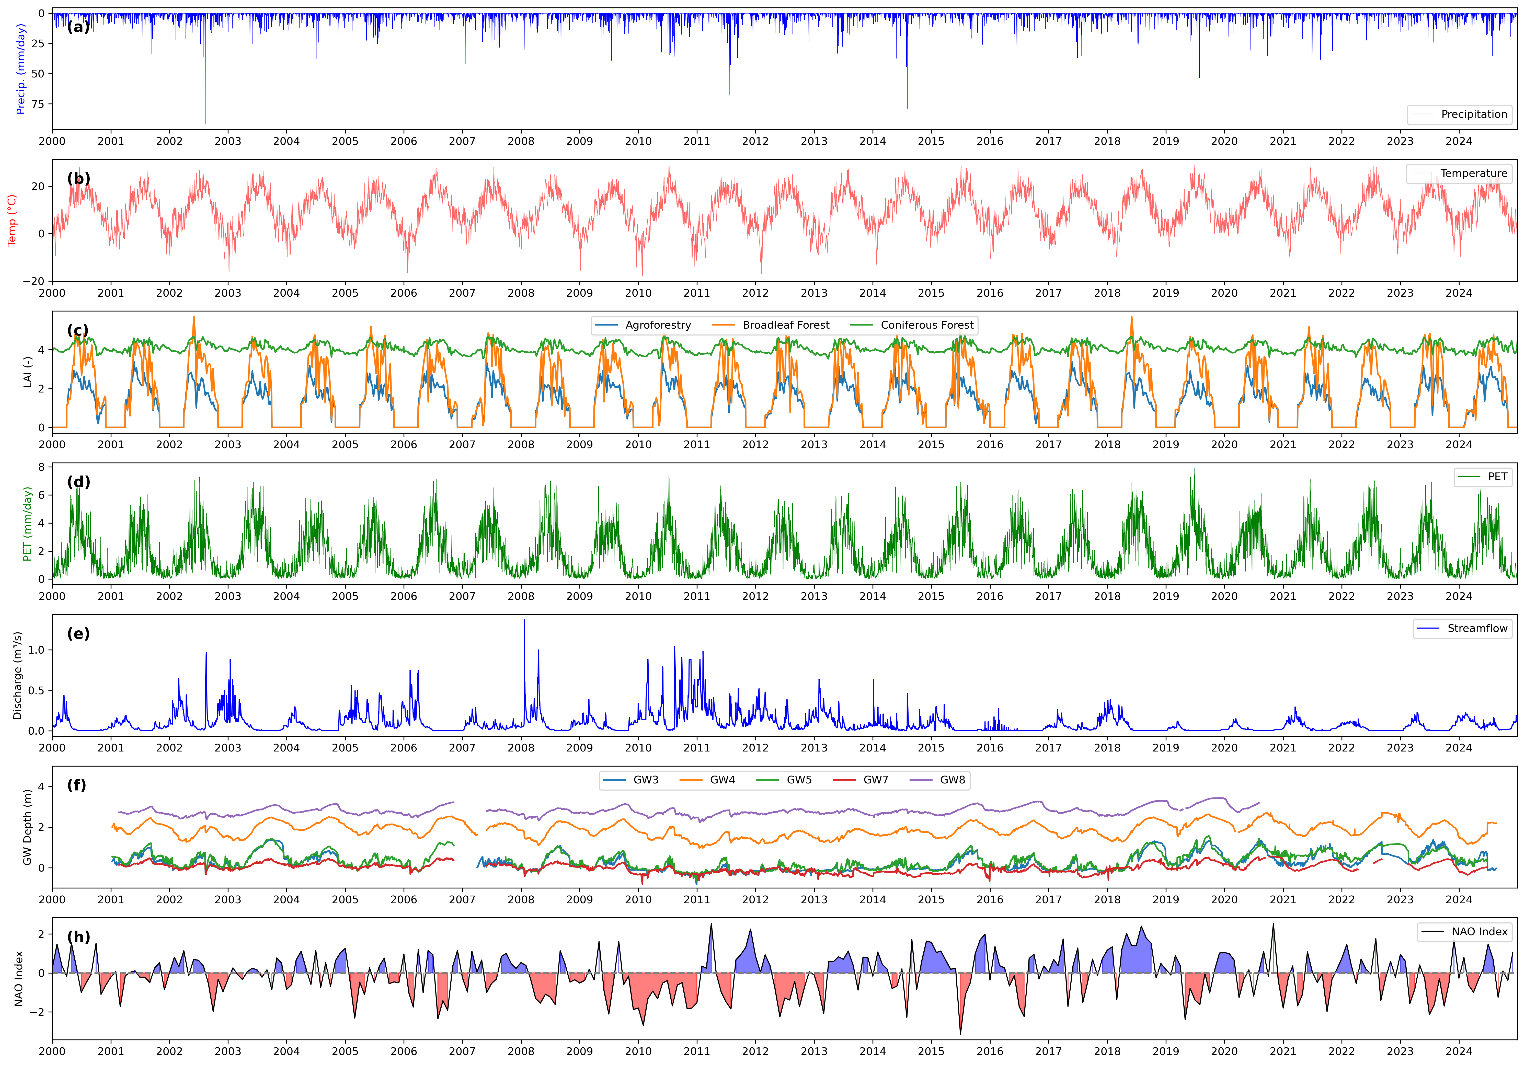 (a)
Precip. (mm/day)
0
25
50
75
Precipitation
2000 2001 2002 2003 2004 2005 2006 2007 2008 2009 2010 2011 2012 2013 2014 2015 2016 2017 2018 2019 2020 2021 2022 2023 2024
(b)
Temp (°C)
20
0
−20
Temperature
2000 2001 2002 2003 2004 2005 2006 2007 2008 2009 2010 2011 2012 2013 2014 2015 2016 2017 2018 2019 2020 2021 2022 2023 2024
(c)
LAI (-)
4
2
0
Agroforestry Broadleaf Forest Coniferous Forest
2000 2001 2002 2003 2004 2005 2006 2007 2008 2009 2010 2011 2012 2013 2014 2015 2016 2017 2018 2019 2020 2021 2022 2023 2024
(d)
PET (mm/day)
8
6
4
2
0
PET
2000 2001 2002 2003 2004 2005 2006 2007 2008 2009 2010 2011 2012 2013 2014 2015 2016 2017 2018 2019 2020 2021 2022 2023 2024
(e)
Discharge (m³/s)
1.0
0.5
0.0
Streamflow
2000 2001 2002 2003 2004 2005 2006 2007 2008 2009 2010 2011 2012 2013 2014 2015 2016 2017 2018 2019 2020 2021 2022 2023 2024
(f)
GW Depth (m)
4
2
0
GW3 GW4 GW5 GW7 GW8
2000 2001 2002 2003 2004 2005 2006 2007 2008 2009 2010 2011 2012 2013 2014 2015 2016 2017 2018 2019 2020 2021 2022 2023 2024
(h)
NAO Index
2
0
−2
NAO Index
2000 2001 2002 2003 2004 2005 2006 2007 2008 2009 2010 2011 2012 2013 2014 2015 2016 2017 2018 2019 2020 2021 2022 2023 2024